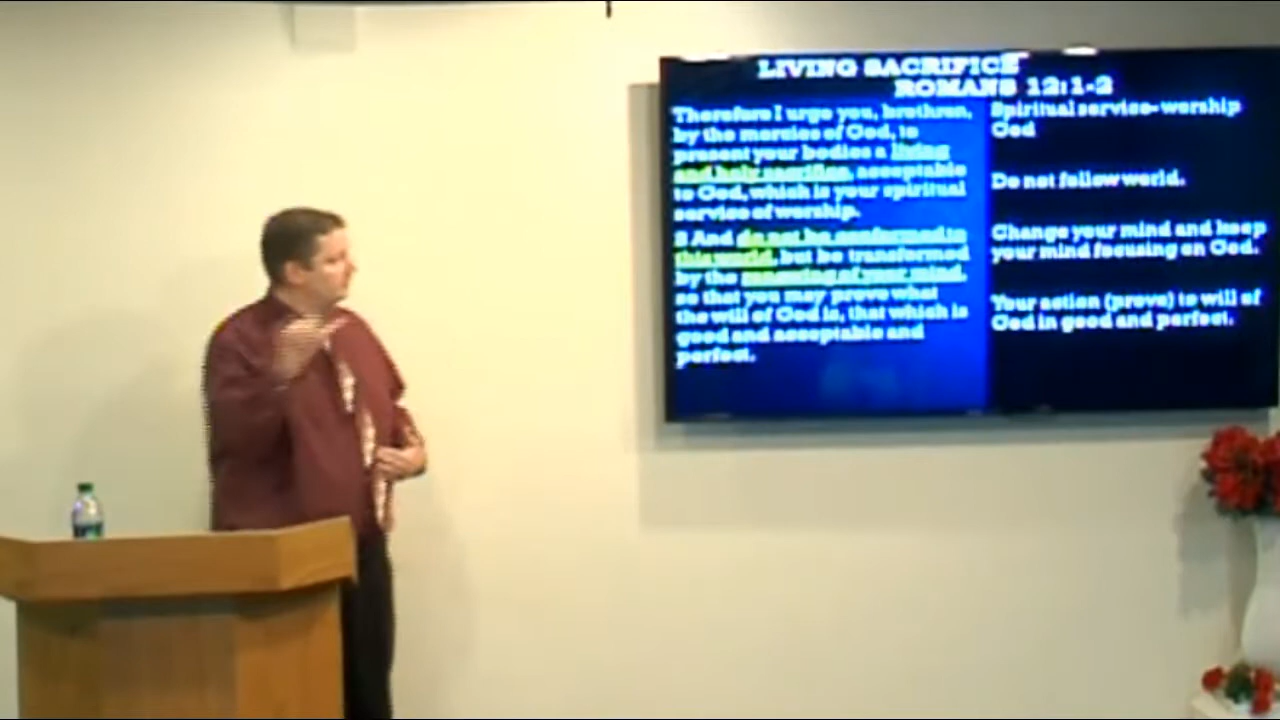 LIVING SACRIFICE
ROMANS 12:1-2
Therefore I urge you, brethren,
by the mercies of God, to
present your bodies a living
and holy sacrifice, acceptable
to God, which is your spiritual
service of worship.
2 And do not be conformed to
this world, but be transformed
by the renewing of your mind,
so that you may prove what
the will of God is, that which is
good and acceptable and
perfect.
Spiritual service- worship
God
Do not follow world.
Change your mind and keep
your mind focusing on God.
Your action (prove) to will of
God in good and perfect.